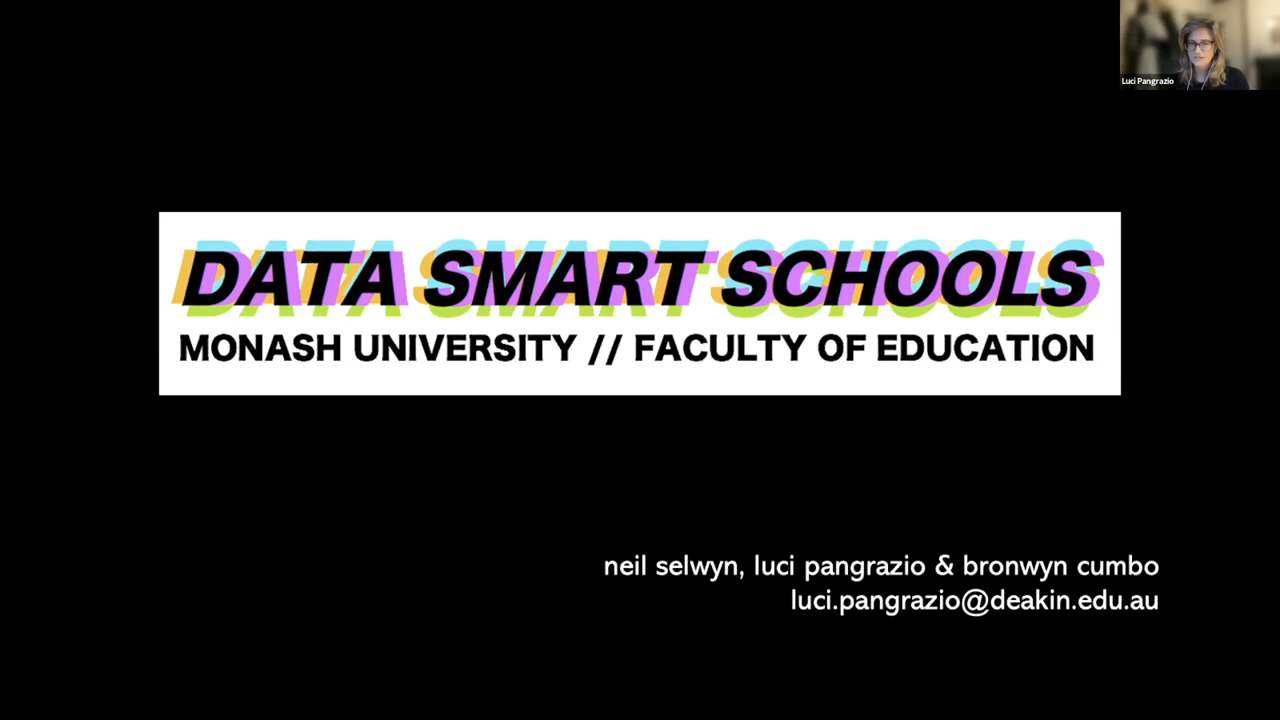 Luci Pangrazio
DATA SMART SCHOOLS
MONASH UNIVERSITY // FACULTY OF EDUCATION
neil selwyn, luci pangrazio & bronwyn cumbo
luci.pangrazio@deakin.edu.au